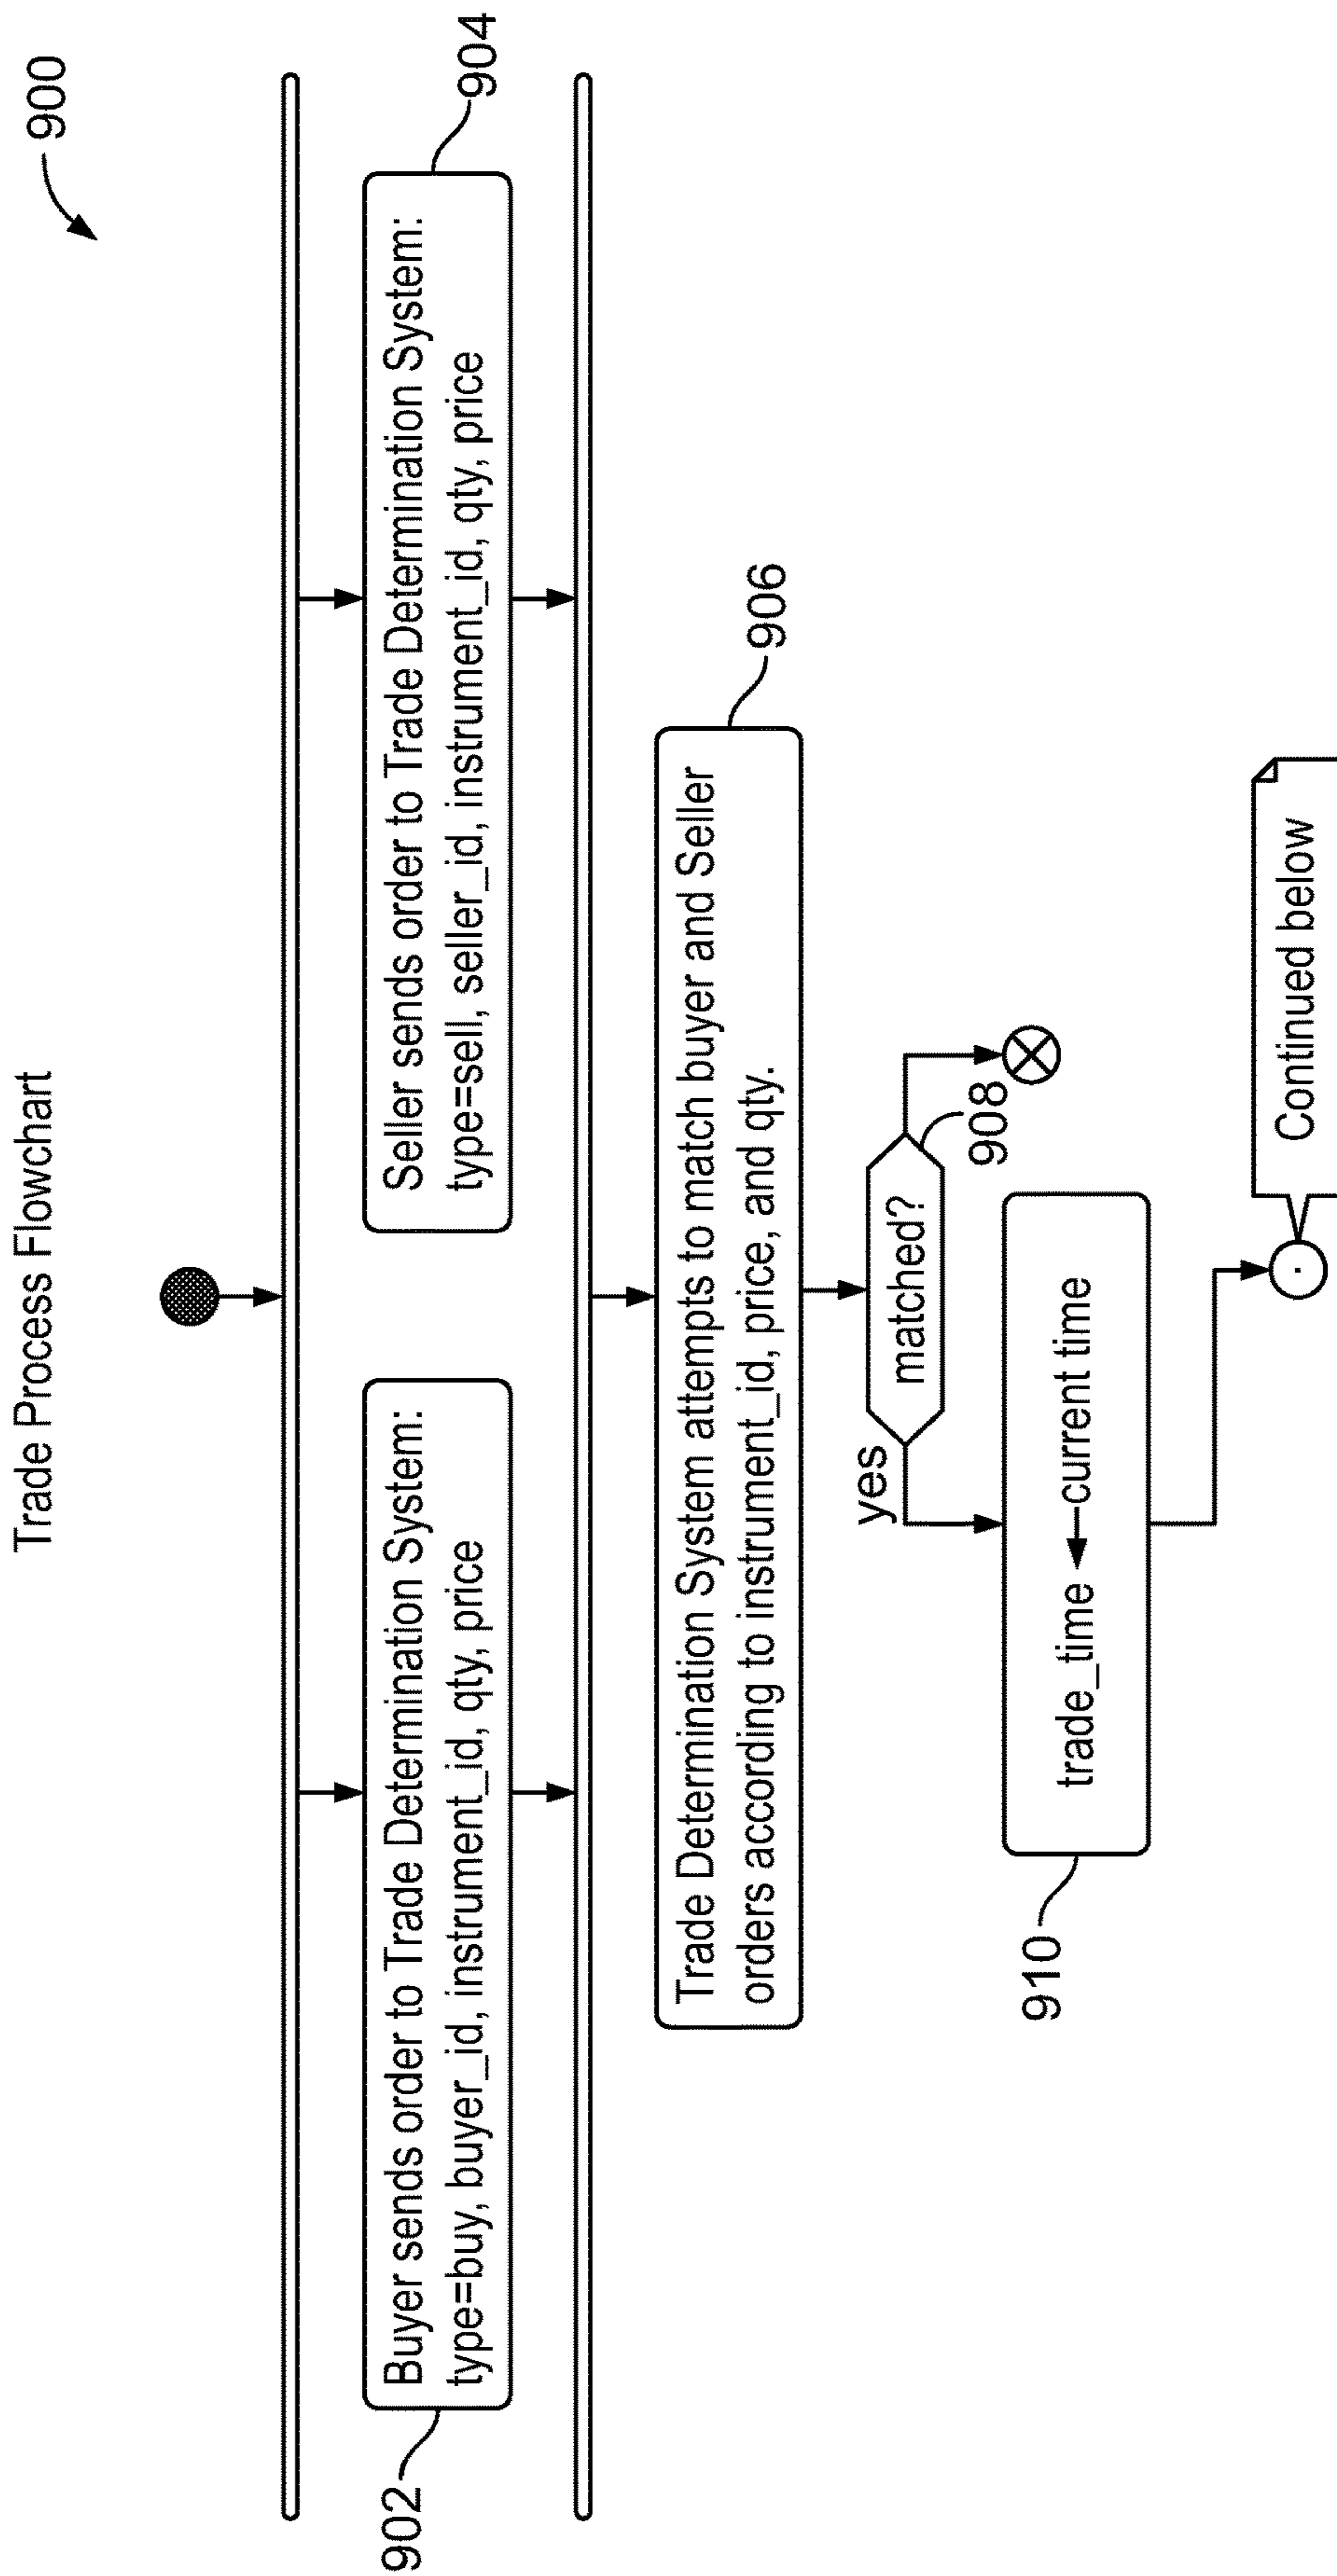 Trade Process Flowchart
900
Buyer sends order to Trade Determination System:
type=buy, buyer_id, instrument_id, qty, price
902
Seller sends order to Trade Determination System:
type=sell, seller_id, instrument_id, qty, price
904
Trade Determination System attempts to match buyer and Seller
orders according to instrument_id, price, and qty.
906
yes
matched?
908
trade_time ← current time
910
Continued below